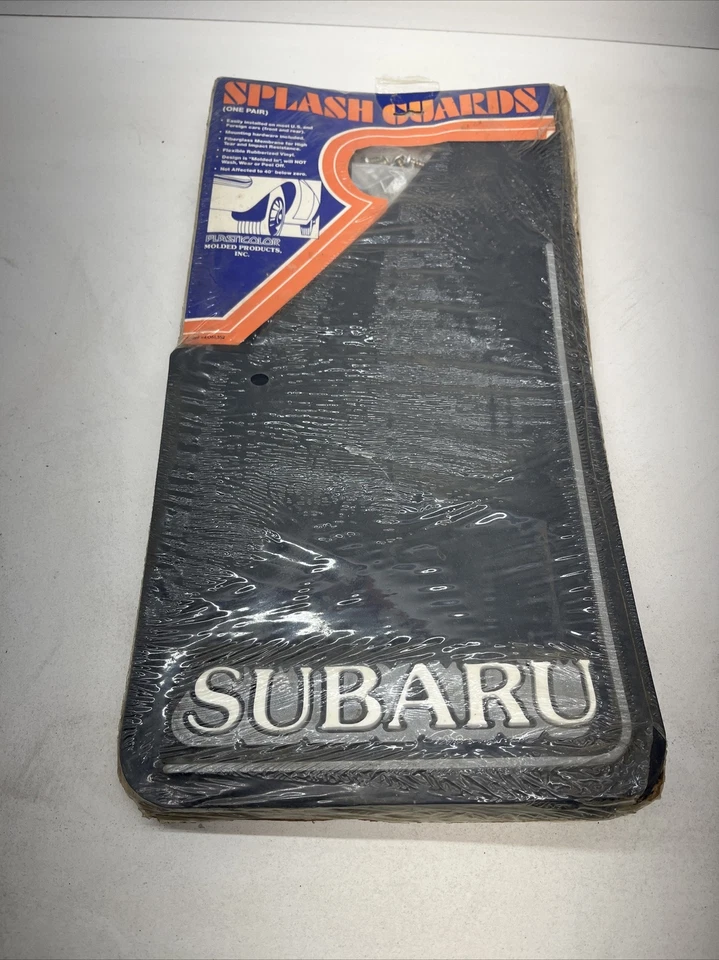 SPLASH GUARDS
(ONE PAIR)
• Easily installed on most U.S. and
Foreign cars (front and rear).
• Mounting hardware included.
• Fiberglass Membrane for High
Tear and Impact Resistance.
• Flexible Rubberized Vinyl.
• Design is "Molded in", will NOT
Wash, Wear or Peel Off.
• Not Affected to 40° below zero.
PLASTICOLOR
MOLDED PRODUCTS,
INC.
SUBARU